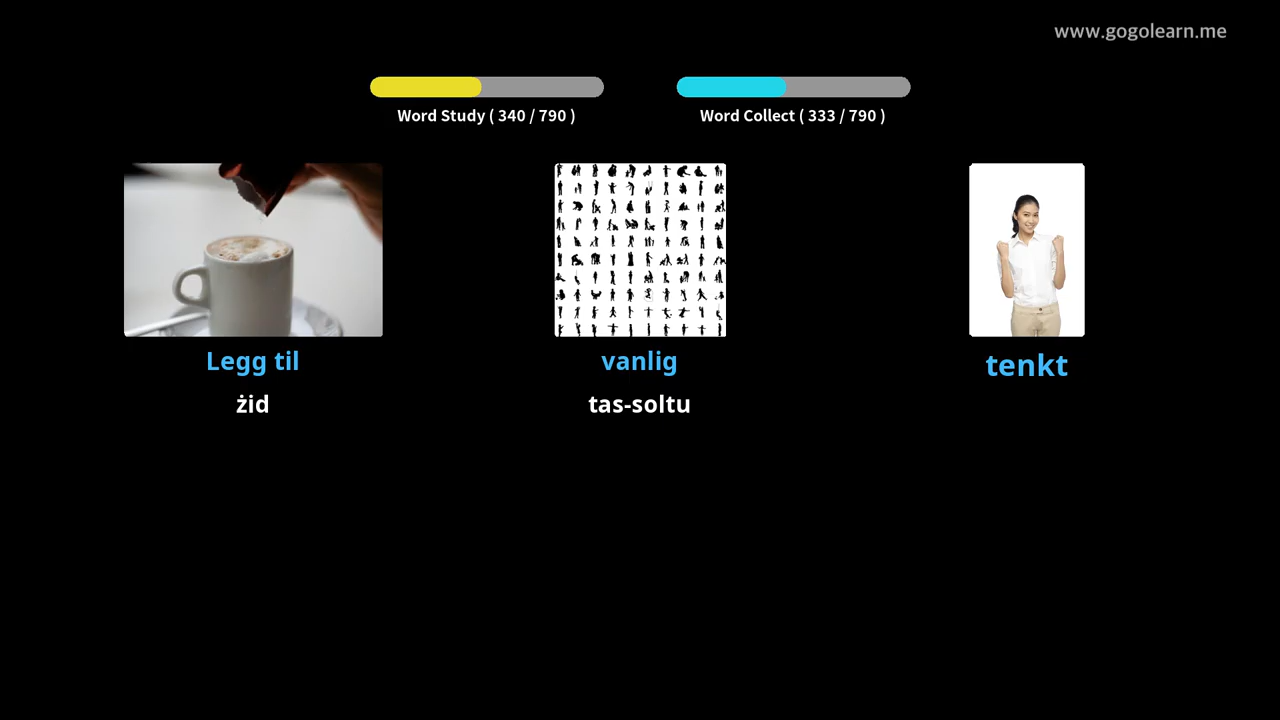 www.gogolearn.me
Word Study ( 340 / 790 )
Word Collect ( 333 / 790 )
Legg til
vanlig
tenkt
żid
tas-soltu